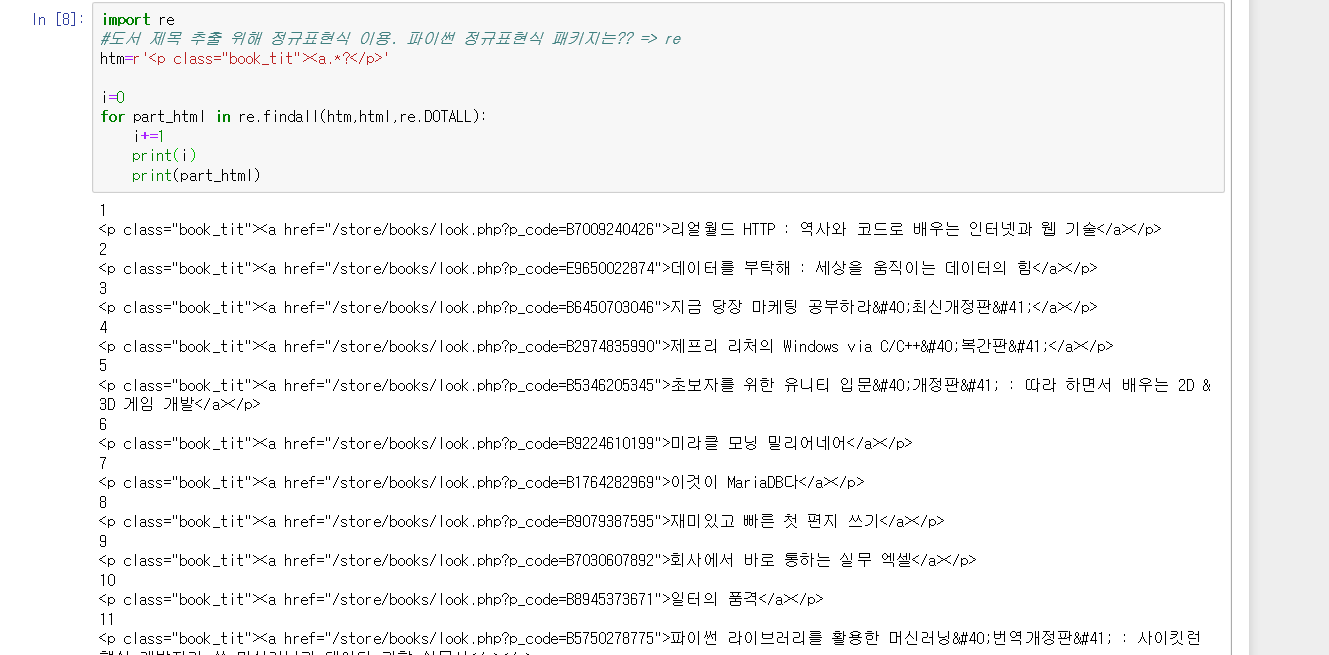 In [8]:
import re
#도서 제목 추출 위해 정규표현식 이용. 파이썬 정규표현식 패키지는?? => re
htm=r'<p class="book_tit"><a.*?</p>'
i=0
for part_html in re.findall(htm,html,re.DOTALL):
i+=1
print(i)
print(part_html)
1
<p class="book_tit"><a href="/store/books/look.php?p_code=B7009240426">리얼월드 HTTP : 역사와 코드로 배우는 인터넷과 웹 기술</a></p>
2
<p class="book_tit"><a href="/store/books/look.php?p_code=E9650022874">데이터를 부탁해 : 세상을 움직이는 데이터의 힘</a></p>
3
<p class="book_tit"><a href="/store/books/look.php?p_code=B6450703046">지금 당장 마케팅 공부하라&#40;최신개정판&#41;</a></p>
4
<p class="book_tit"><a href="/store/books/look.php?p_code=B2974835990">제프리 리처의 Windows via C/C++&#40;복간판&#41;</a></p>
5
<p class="book_tit"><a href="/store/books/look.php?p_code=B5346205345">초보자를 위한 유니티 입문&#40;개정판&#41; : 따라 하면서 배우는 2D &
3D 게임 개발</a></p>
6
<p class="book_tit"><a href="/store/books/look.php?p_code=B9224610199">미라클 모닝 밀리어네어</a></p>
7
<p class="book_tit"><a href="/store/books/look.php?p_code=B1764282969">이것이 MariaDB다</a></p>
8
<p class="book_tit"><a href="/store/books/look.php?p_code=B9079387595">재미있고 빠른 첫 편지 쓰기</a></p>
9
<p class="book_tit"><a href="/store/books/look.php?p_code=B7030607892">회사에서 바로 통하는 실무 엑셀</a></p>
10
<p class="book_tit"><a href="/store/books/look.php?p_code=B8945373671">일터의 품격</a></p>
11
<p class="book_tit"><a href="/store/books/look.php?p_code=B5750278775">파이썬 라이브러리를 활용한 머신러닝&#40;번역개정판&#41; : 사이킷런